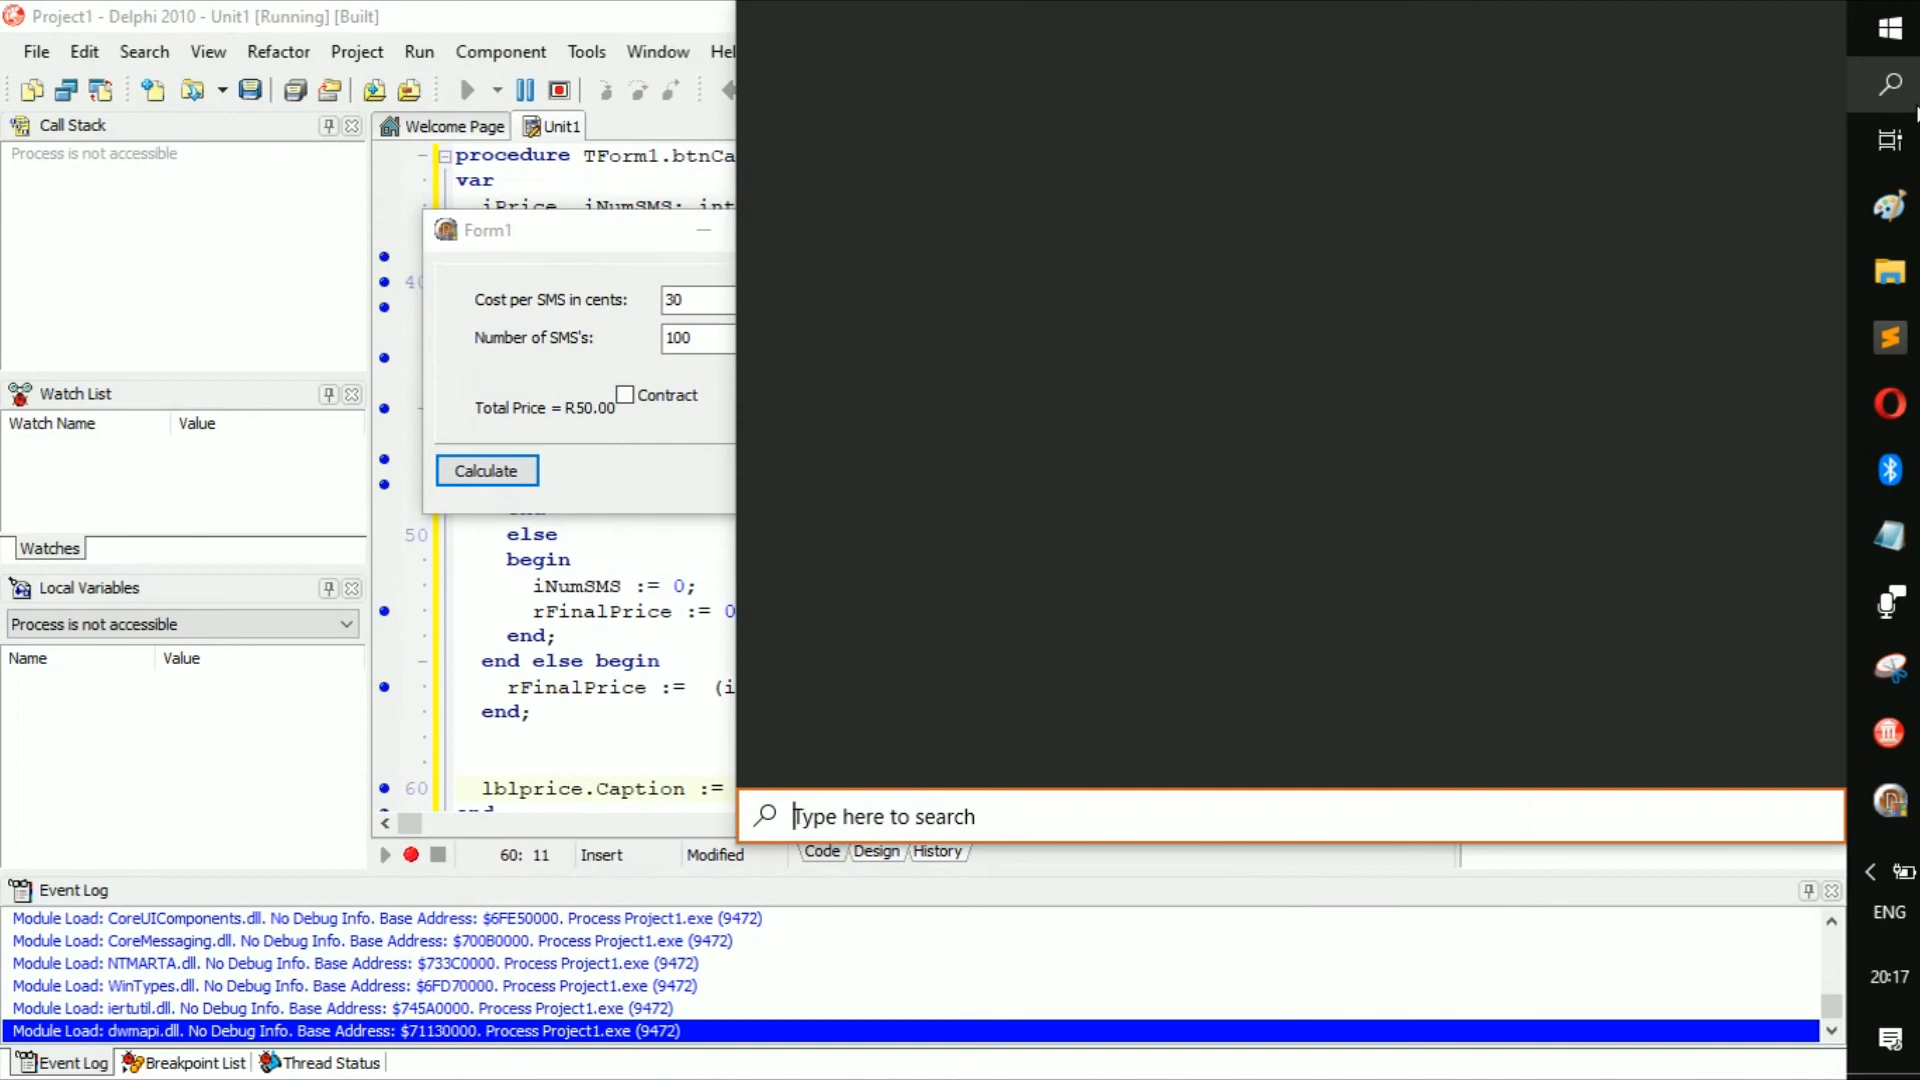 Project1 - Delphi 2010 - Unit1 [Running] [Built]
File Edit Search View Refactor Project Run Component Tools Window Hel
Call Stack
Process is not accessible
Watch List
Watch Name Value
Watches
Local Variables
Process is not accessible
Name Value
Welcome Page Unit1
procedure TForm1.btnCa
var
iPrice, iNumSMS: int
40
Form1
Cost per SMS in cents: 30
Number of SMS's: 100
Contract
Total Price = R50.00
Calculate
end
50 else
begin
iNumSMS := 0;
rFinalPrice := 0
end;
end else begin
rFinalPrice := (i
end;
60 lblprice.Caption :=
end
60: 11 Insert Modified
Code Design History
Type here to search
Event Log
Module Load: CoreUIComponents.dll. No Debug Info. Base Address: $6FE50000. Process Project1.exe (9472)
Module Load: CoreMessaging.dll. No Debug Info. Base Address: $700B0000. Process Project1.exe (9472)
Module Load: NTMARTA.dll. No Debug Info. Base Address: $733C0000. Process Project1.exe (9472)
Module Load: WinTypes.dll. No Debug Info. Base Address: $6FD70000. Process Project1.exe (9472)
Module Load: iertutil.dll. No Debug Info. Base Address: $745A0000. Process Project1.exe (9472)
Module Load: dwmapi.dll. No Debug Info. Base Address: $71130000. Process Project1.exe (9472)
Event Log Breakpoint List Thread Status
ENG
20:17